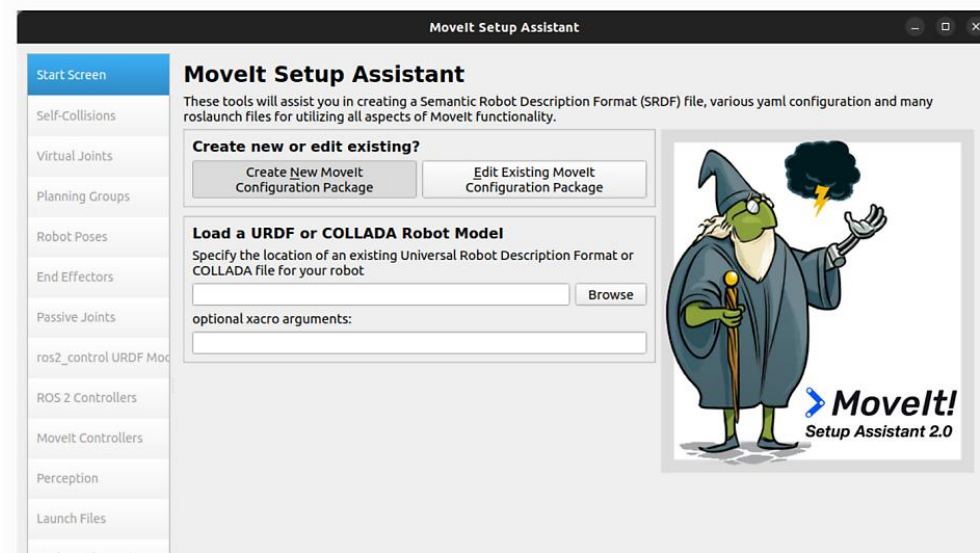 MoveIt Setup Assistant
Start Screen
Self-Collisions
Virtual Joints
Planning Groups
Robot Poses
End Effectors
Passive Joints
ros2_control URDF Moc
ROS 2 Controllers
MoveIt Controllers
Perception
Launch Files
MoveIt Setup Assistant
These tools will assist you in creating a Semantic Robot Description Format (SRDF) file, various yaml configuration and many
roslaunch files for utilizing all aspects of MoveIt functionality.
Create new or edit existing?
Create New MoveIt
Configuration Package
Edit Existing MoveIt
Configuration Package
Load a URDF or COLLADA Robot Model
Specify the location of an existing Universal Robot Description Format or
COLLADA file for your robot
Browse
optional xacro arguments:
MoveIt!
Setup Assistant 2.0